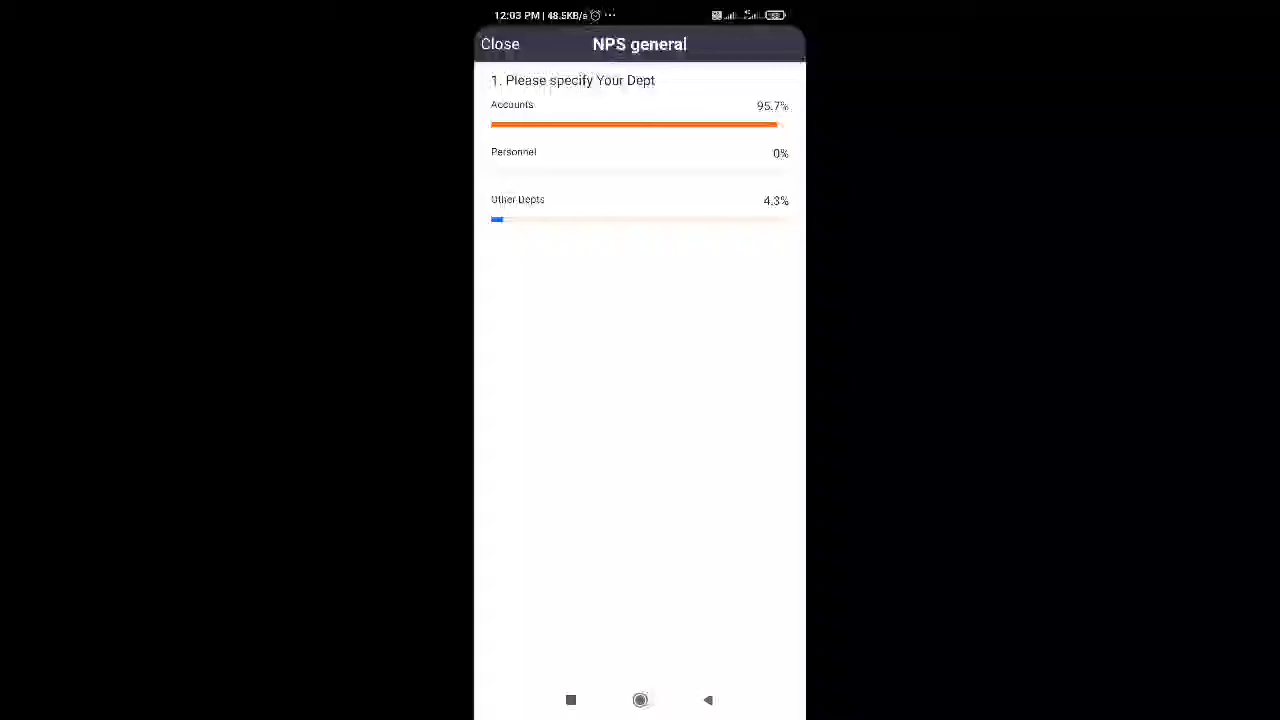 12:03 PM | 48.5KB/s ...
Close NPS general
1. Please specify Your Dept
Accounts 95.7%
Personnel 0%
Other Depts 4.3%